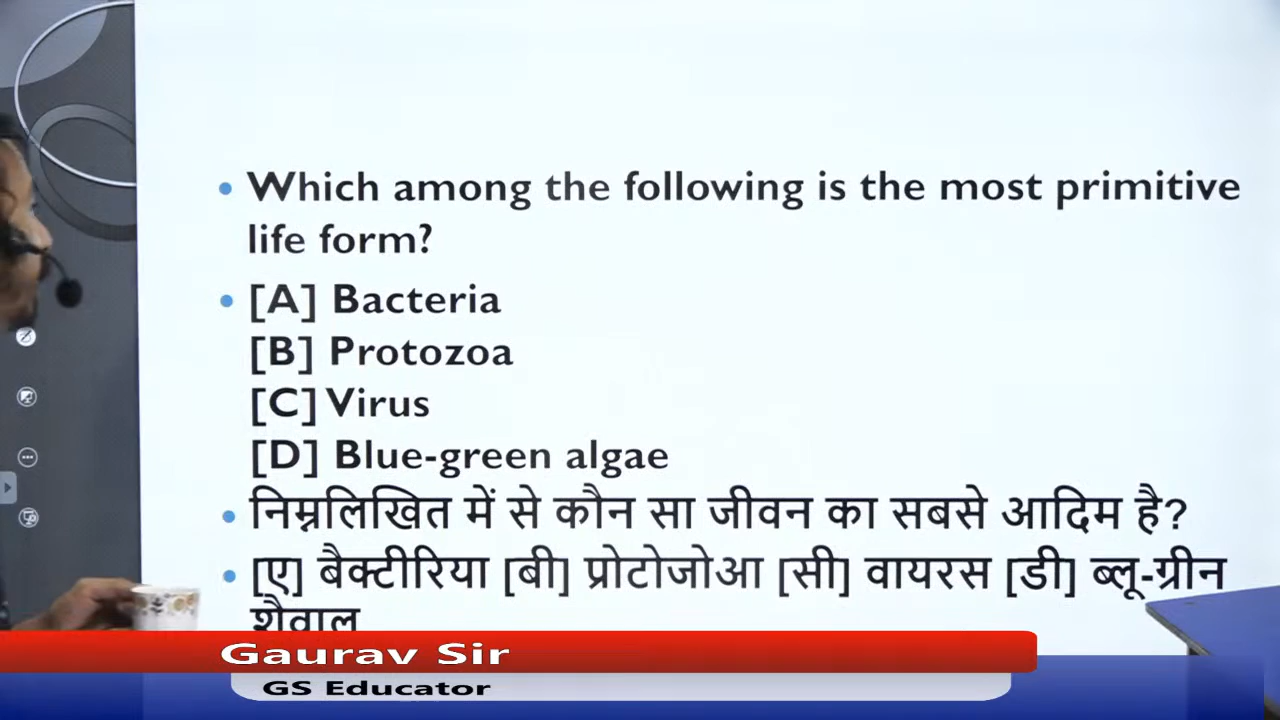 Which among the following is the most primitive
life form?
[A] Bacteria
[B] Protozoa
[C] Virus
[D] Blue-green algae
निम्नलिखित में से कौन सा जीवन का सबसे आदिम है?
[ए] बैक्टीरिया [बी] प्रोटोजोआ [सी] वायरस [डी] ब्लू-ग्रीन
शैवाल
Gaurav Sir
GS Educator